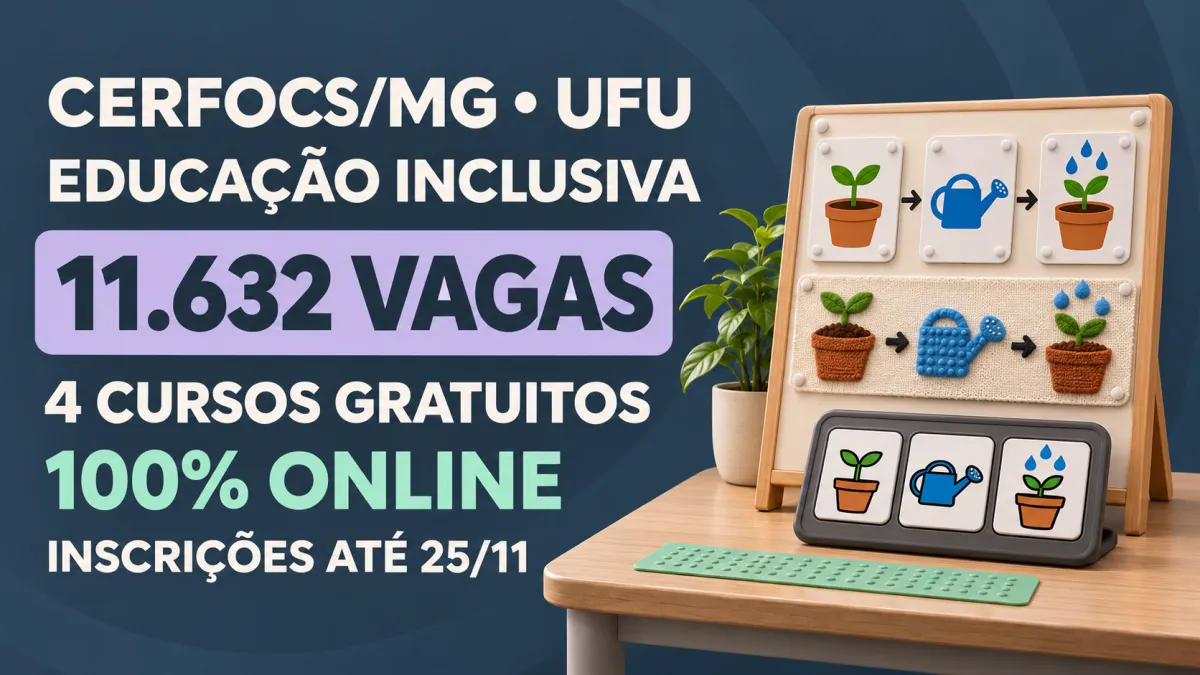 CERFOCS/MG • UFU
EDUCAÇÃO INCLUSIVA
11.632 VAGAS
4 CURSOS GRATUITOS
100% ONLINE
INSCRIÇÕES ATÉ 25/11